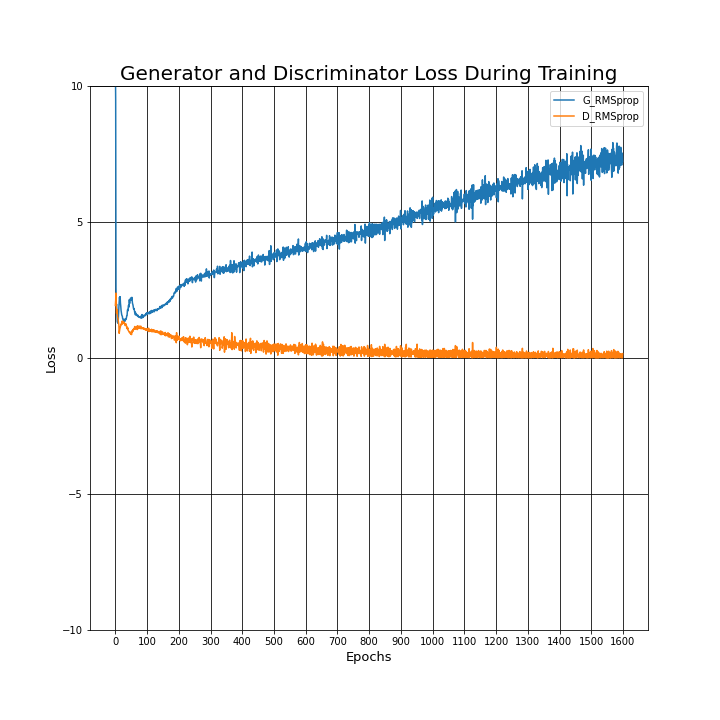 Generator and Discriminator Loss During Training
G_RMSprop
D_RMSprop
10
5
0
−5
−10
Loss
0 100 200 300 400 500 600 700 800 900 1000 1100 1200 1300 1400 1500 1600
Epochs